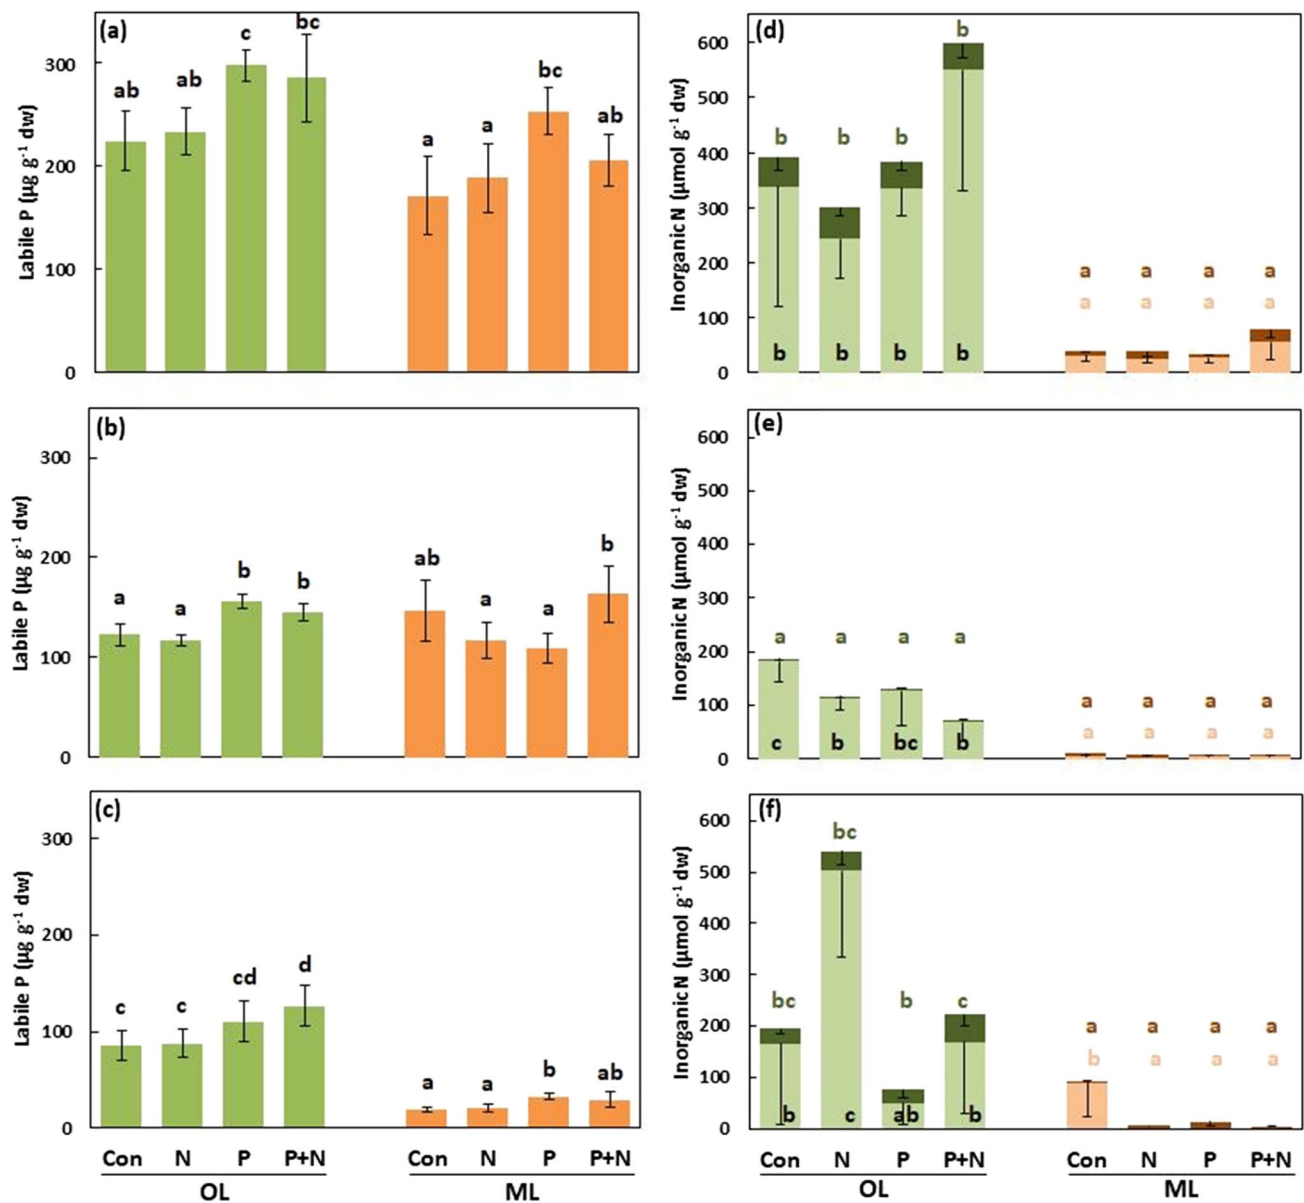 (a)
Labile P (µg g⁻¹ dw)
300
200
100
0
ab
ab
c
bc
a
a
bc
ab
(d)
Inorganic N (µmol g⁻¹ dw)
600
500
400
300
200
100
0
b
b
b
b
b
b
b
b
a
a
a
a
a
a
a
a
(b)
Labile P (µg g⁻¹ dw)
300
200
100
0
a
a
b
b
ab
a
a
b
(e)
Inorganic N (µmol g⁻¹ dw)
600
500
400
300
200
100
0
a
a
a
a
c
b
bc
b
a
a
a
a
a
a
a
a
(c)
Labile P (µg g⁻¹ dw)
300
200
100
0
c
c
cd
d
a
a
b
ab
Con N P P+N Con N P P+N
OL ML
(f)
Inorganic N (µmol g⁻¹ dw)
600
500
400
300
200
100
0
bc
bc
b
c
b
c
ab
b
a
a
a
a
b
a
a
a
Con N P P+N Con N P P+N
OL ML